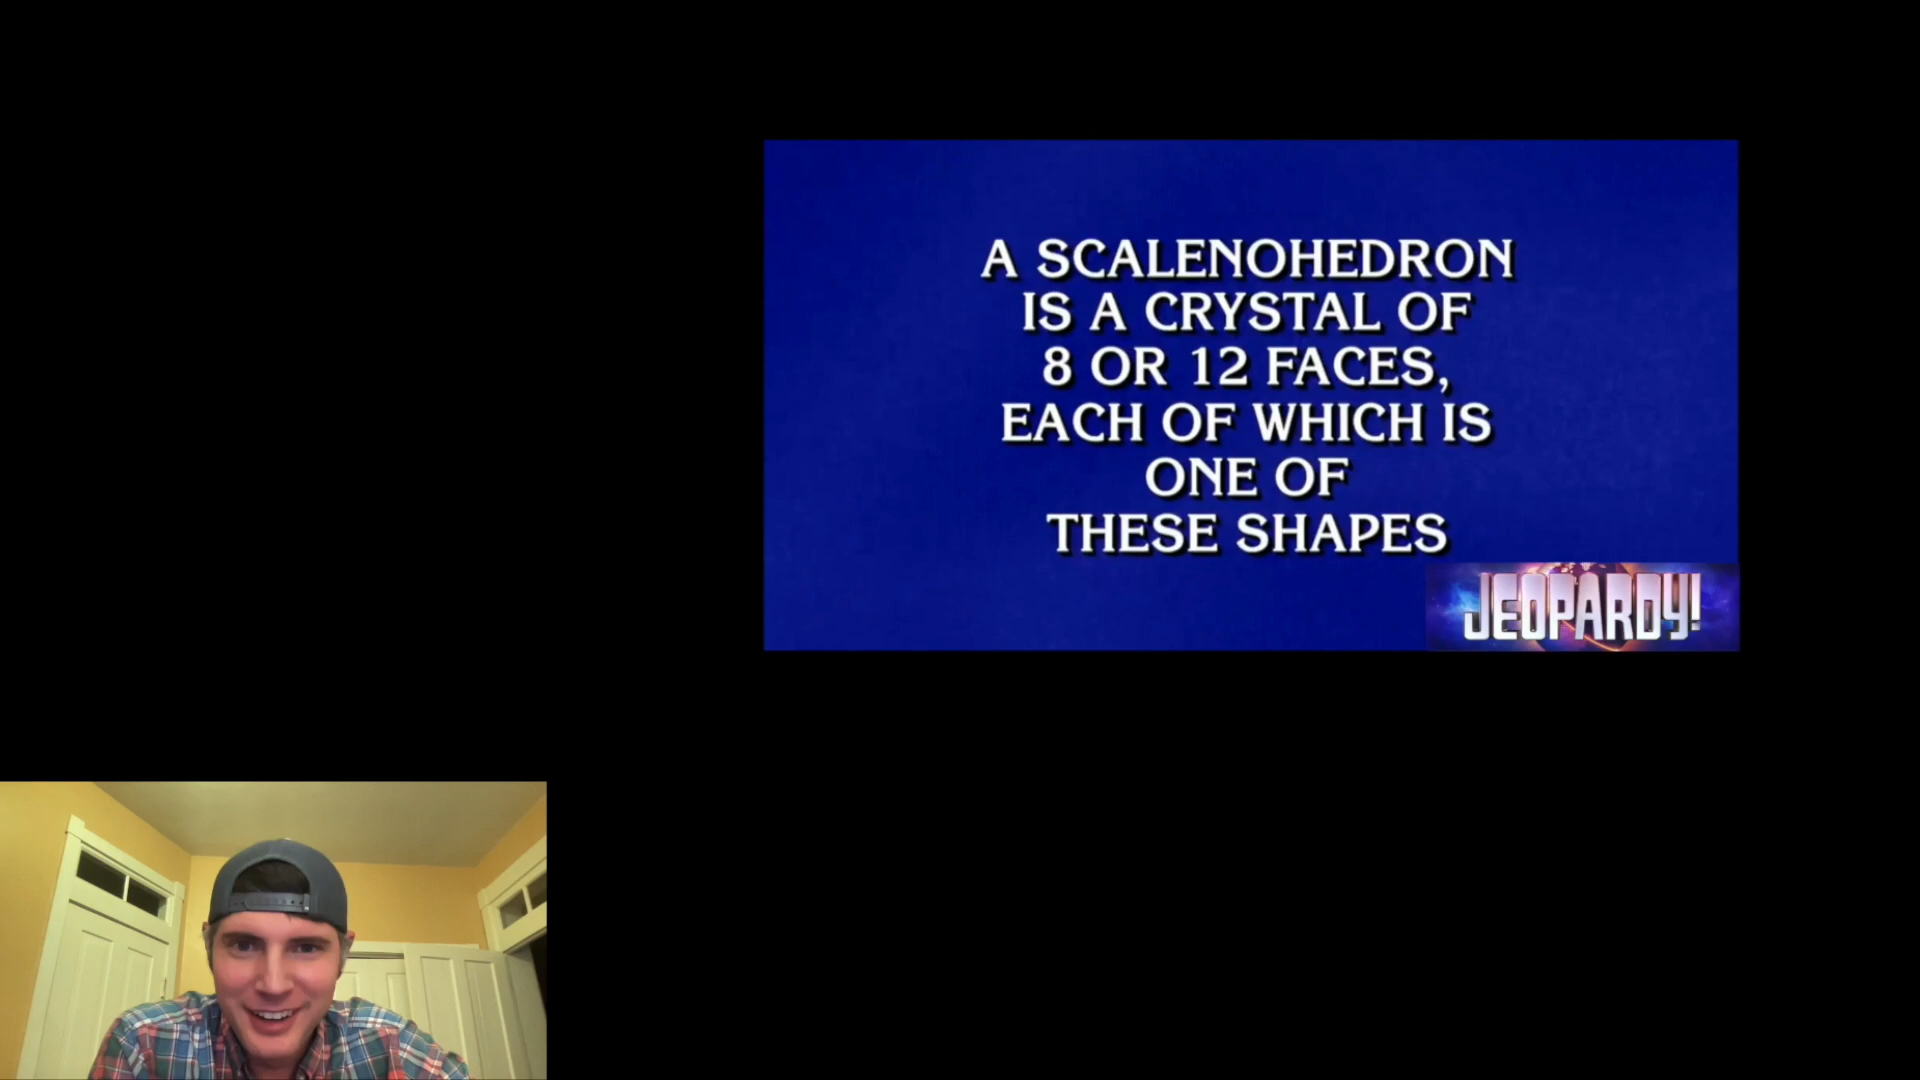 A SCALENOHEDRON
IS A CRYSTAL OF
8 OR 12 FACES,
EACH OF WHICH IS
ONE OF
THESE SHAPES
JEOPARDY!